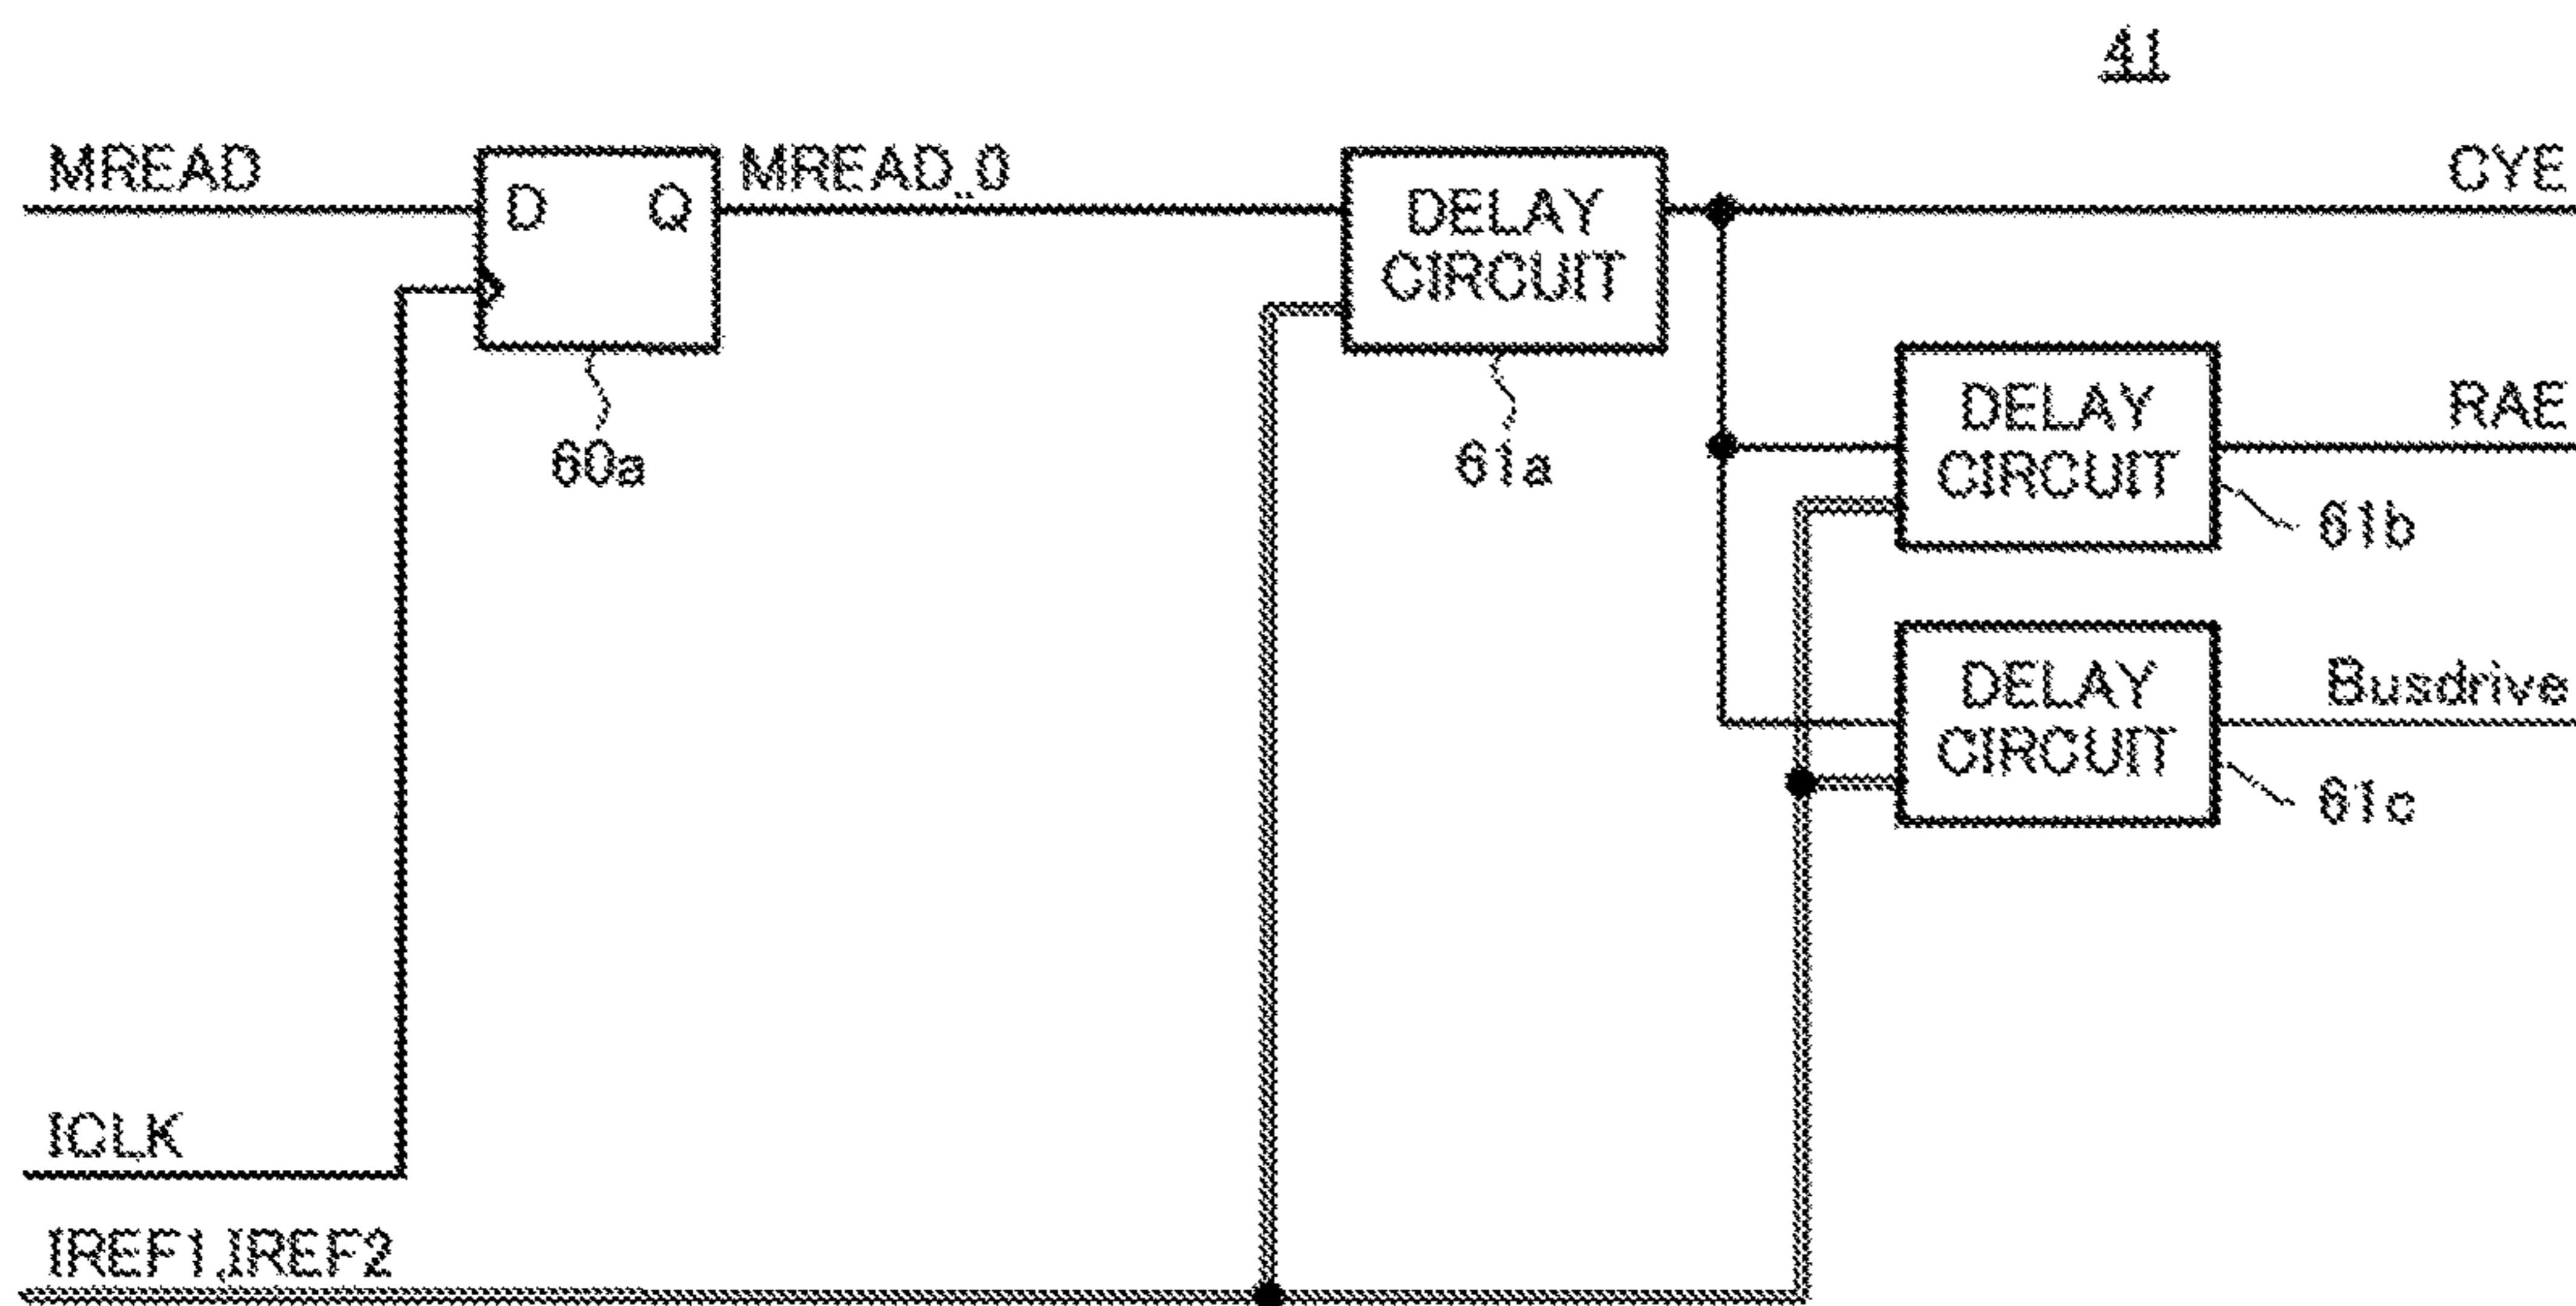 41
MREAD
D Q
MREAD_0
DELAY
CIRCUIT
CYE
60a
61a
DELAY
CIRCUIT
RAE
61b
DELAY
CIRCUIT
Busdrive
61c
ICLK
IREF1,IREF2